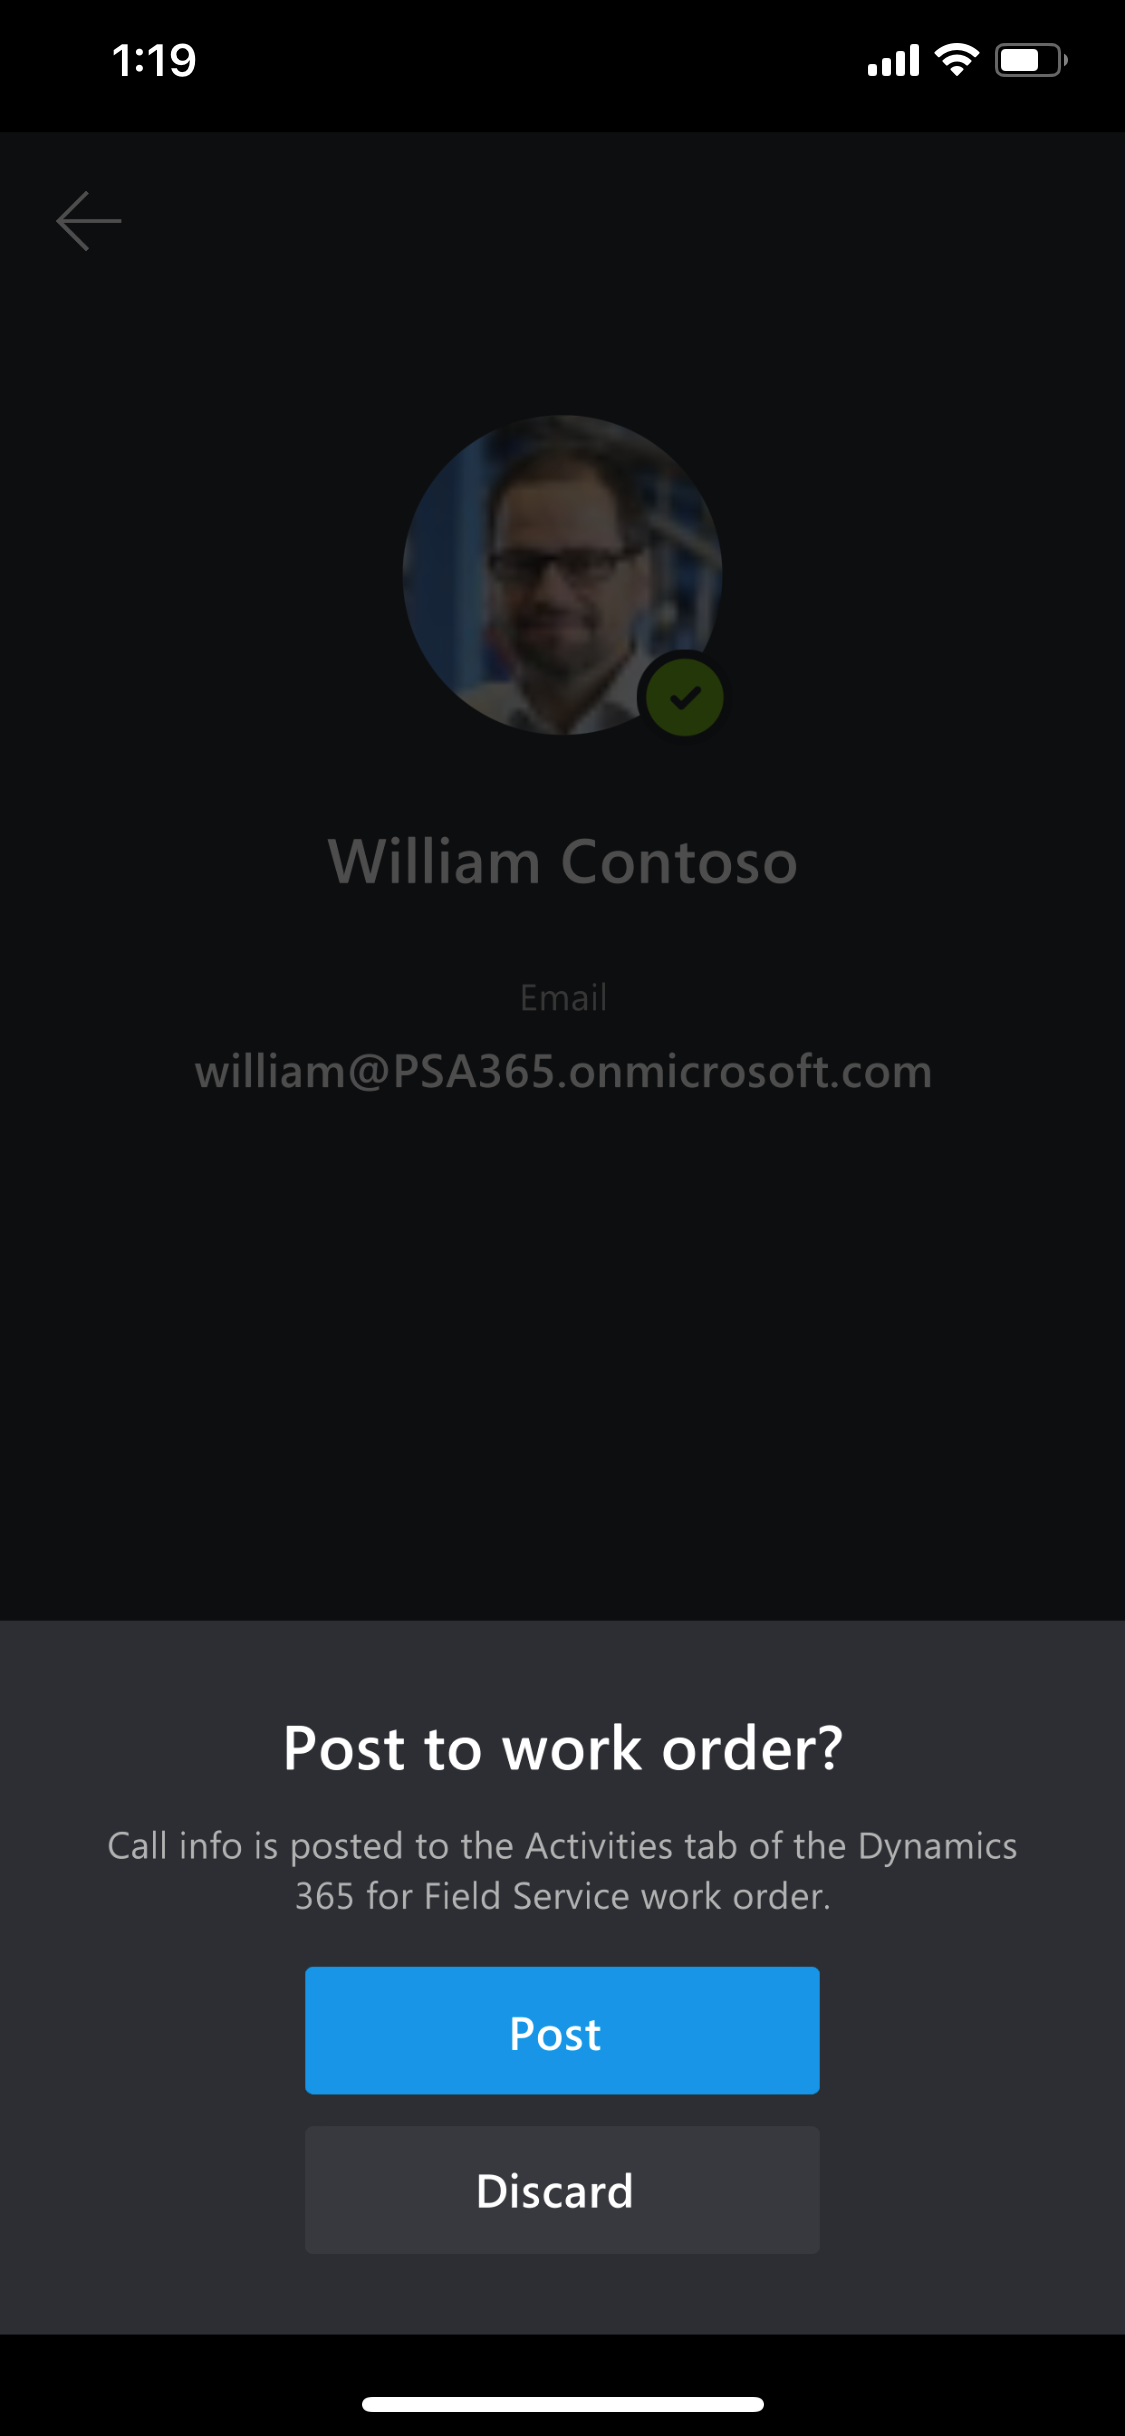 1:19
William Contoso
Email
william@PSA365.onmicrosoft.com
Post to work order?
Call info is posted to the Activities tab of the Dynamics
365 for Field Service work order.
Post
Discard